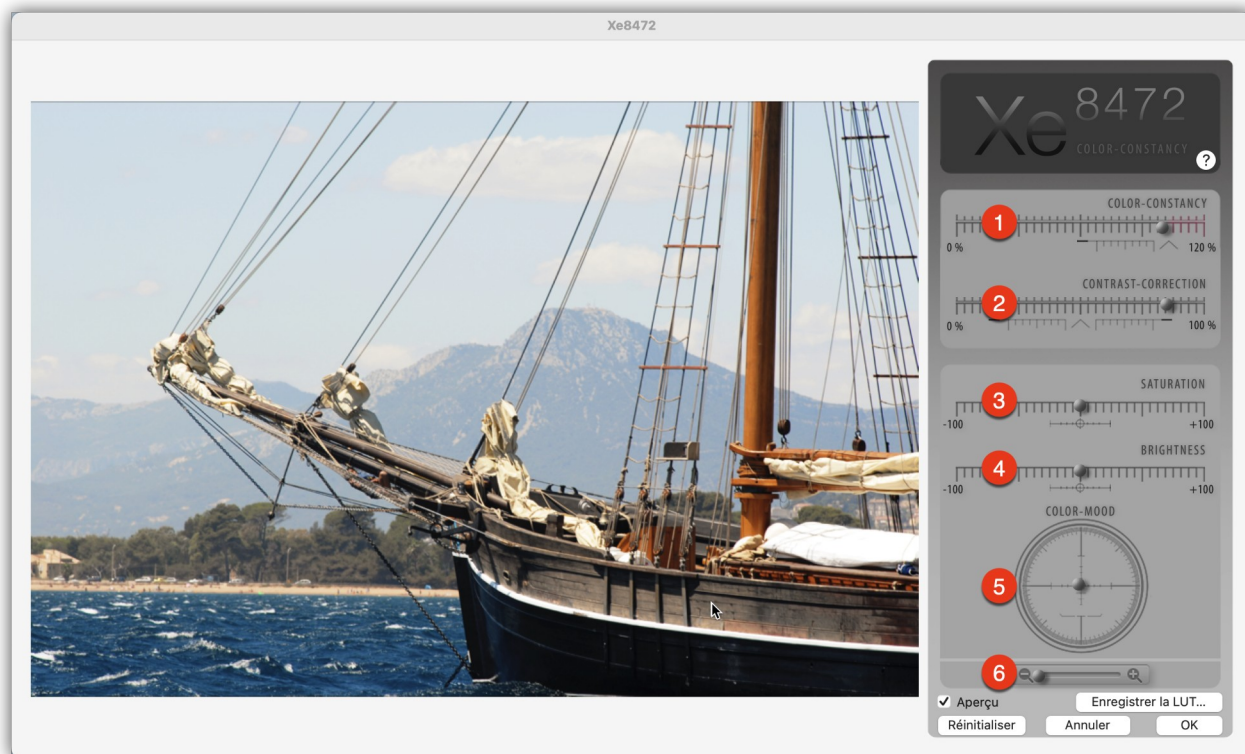 Xe8472
Xe 8472
COLOR-CONSTANCY
?
COLOR-CONSTANCY
1
0 % 120 %
CONTRAST-CORRECTION
2
0 % 100 %
SATURATION
3
-100 +100
BRIGHTNESS
4
-100 +100
COLOR-MOOD
5
6
Aperçu Enregistrer la LUT...
Réinitialiser Annuler OK